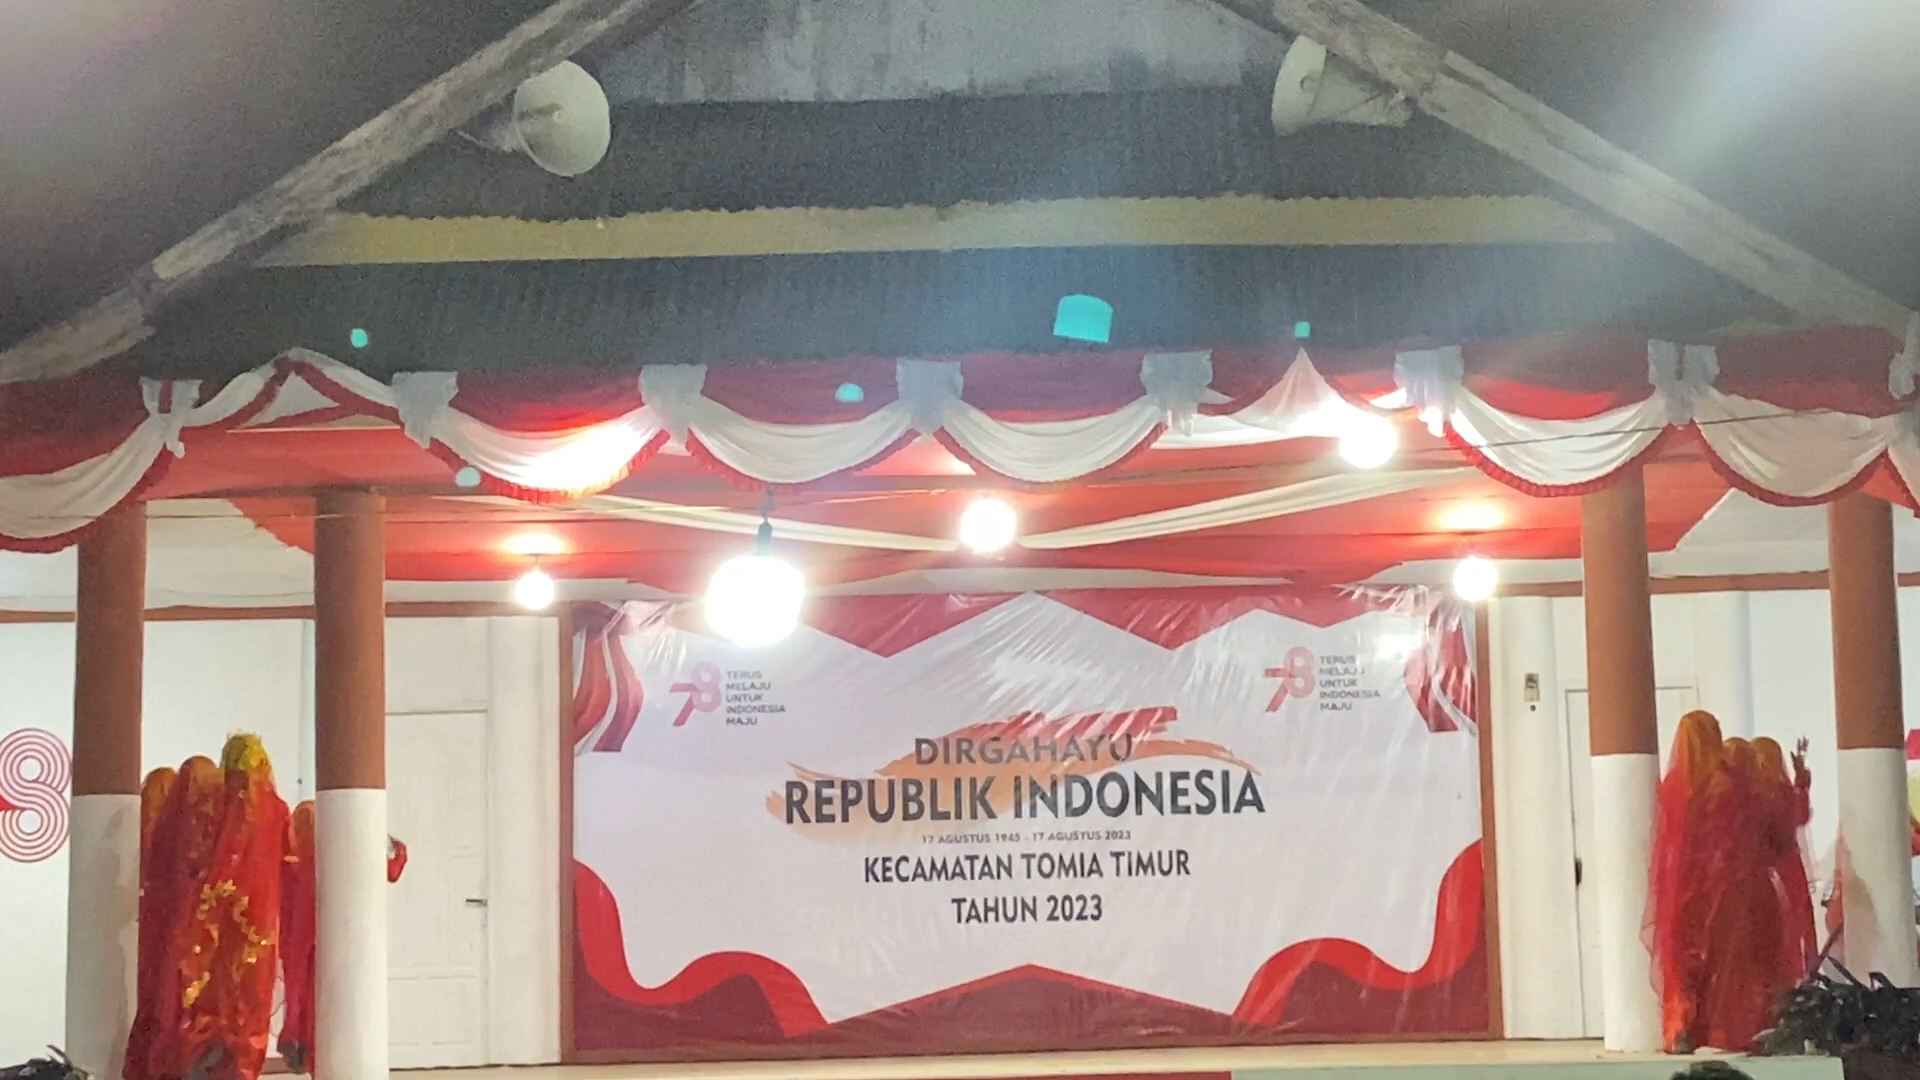 78 TERUS
MELAJU
UNTUK
INDONESIA
MAJU
78 TERUS
MELAJU
UNTUK
INDONESIA
MAJU
DIRGAHAYU
REPUBLIK INDONESIA
17 AGUSTUS 1945 - 17 AGUSTUS 2023
KECAMATAN TOMIA TIMUR
TAHUN 2023
8